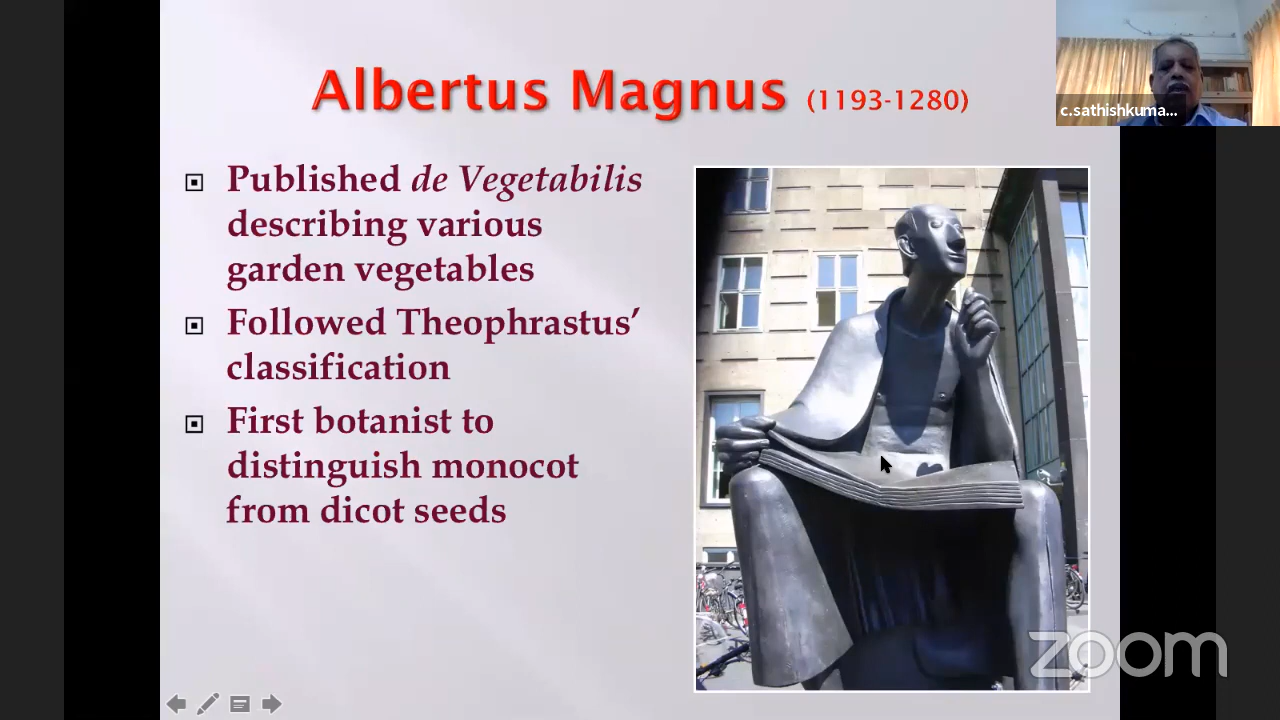 Albertus Magnus (1193-1280)
c.sathishkuma...
Published de Vegetabilis
describing various
garden vegetables
Followed Theophrastus’
classification
First botanist to
distinguish monocot
from dicot seeds
zoom